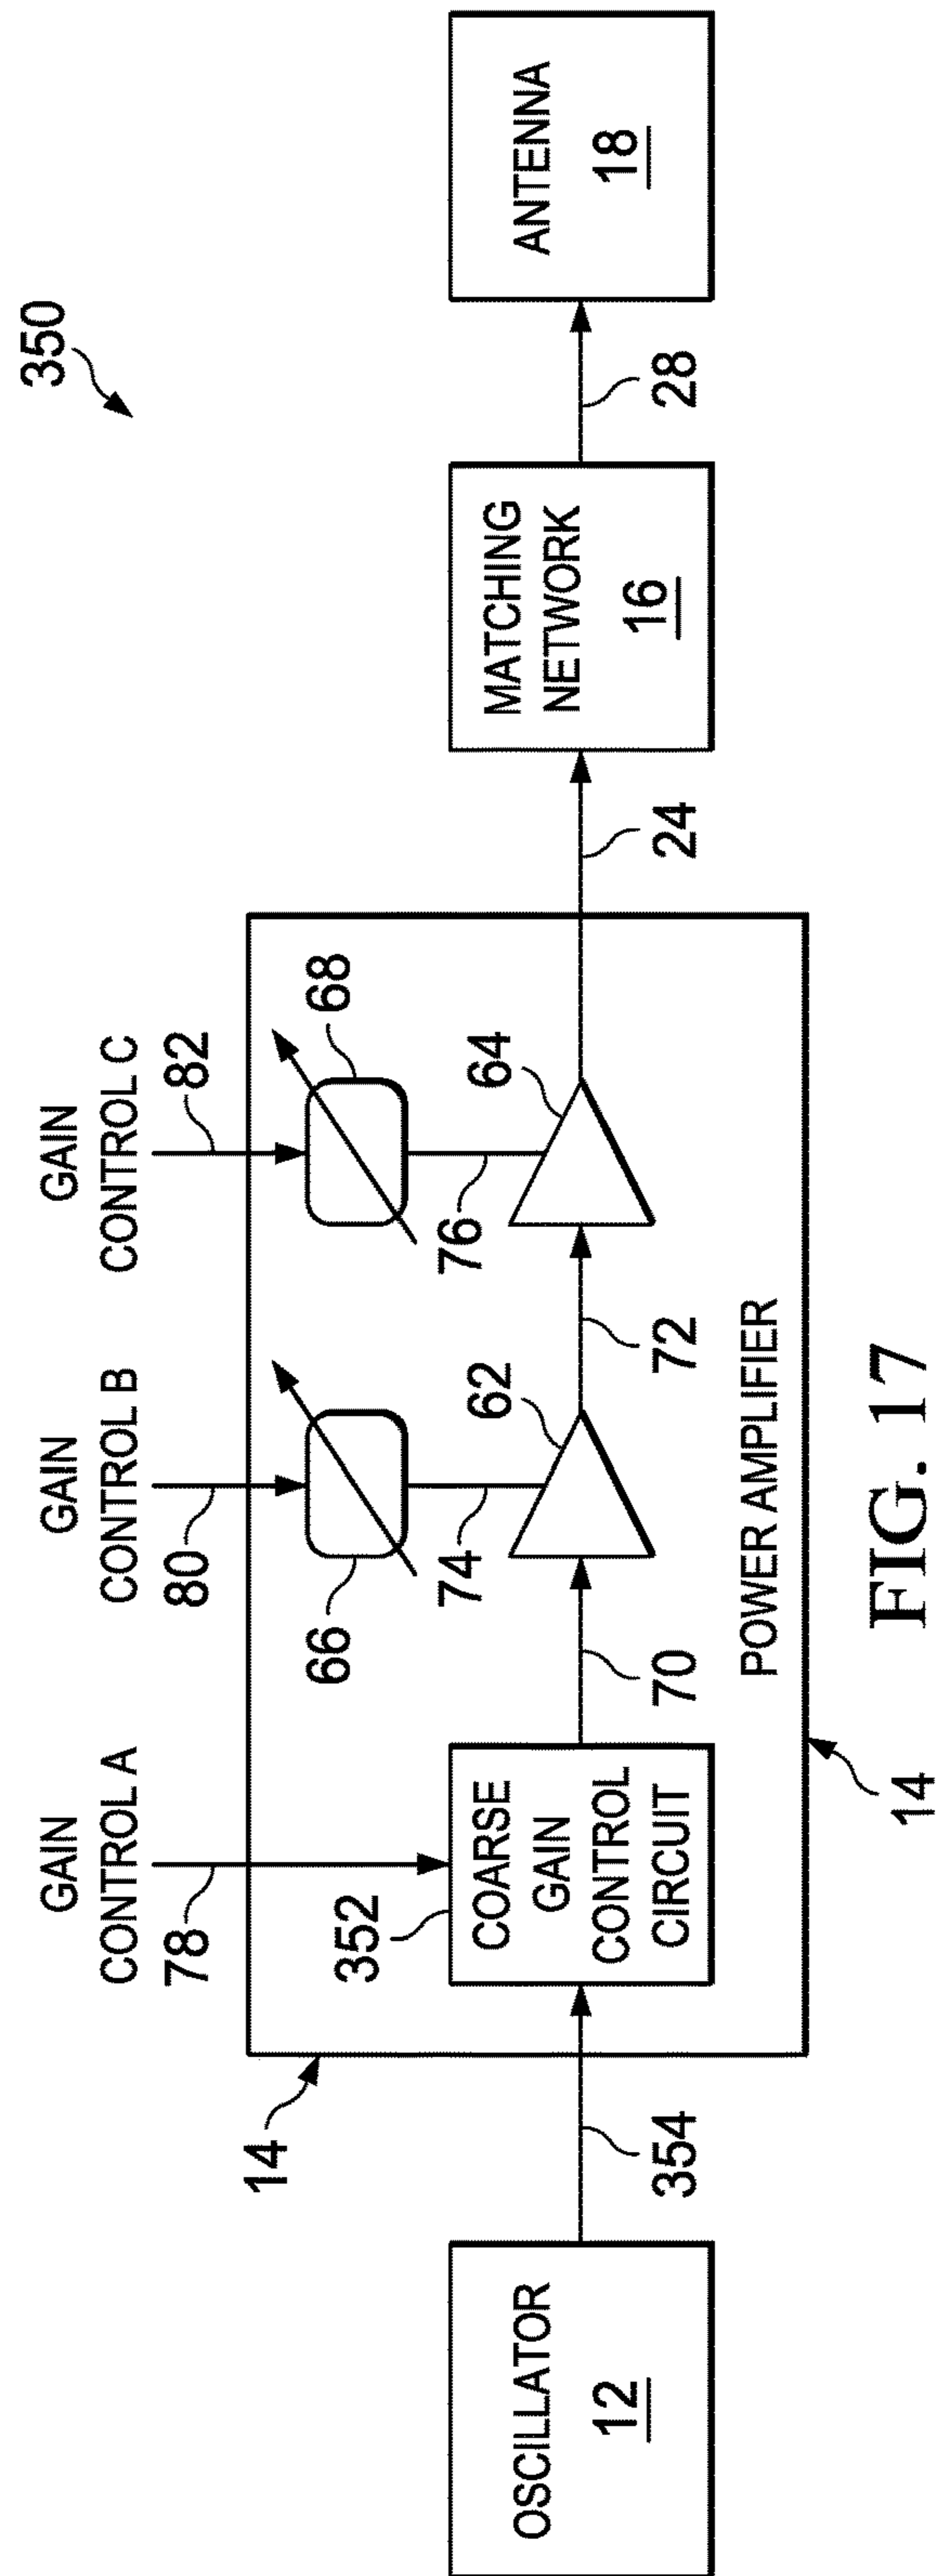 350
GAIN
CONTROL A
78
GAIN
CONTROL B
80
GAIN
CONTROL C
82
14
352
66
68
74
76
62
64
OSCILLATOR
12
354
COARSE
GAIN
CONTROL
CIRCUIT
70
72
24
MATCHING
NETWORK
16
28
ANTENNA
18
POWER AMPLIFIER
14
FIG. 17